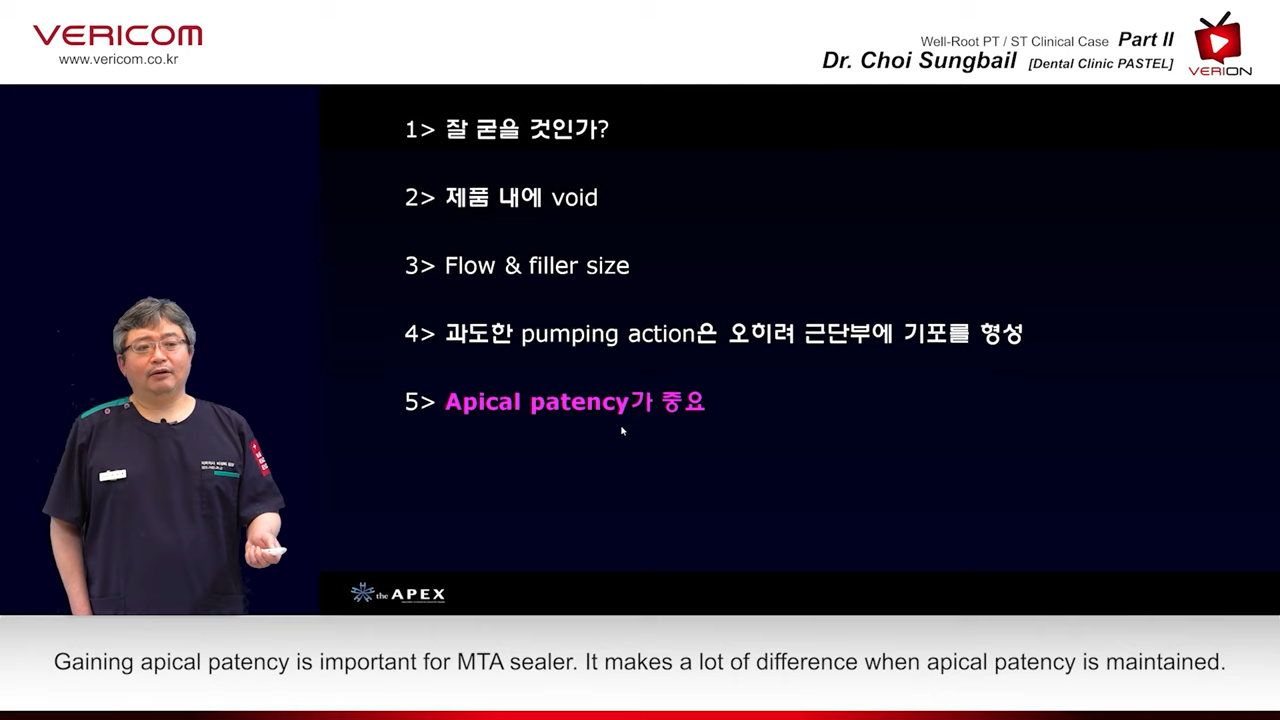 VERICOM
www.vericom.co.kr
Well-Root PT / ST Clinical Case Part II
Dr. Choi Sungbail [Dental Clinic PASTEL]
VERION
1> 잘 굳을 것인가?
2> 제품 내에 void
3> Flow & filler size
4> 과도한 pumping action은 오히려 근단부에 기포를 형성
5> Apical patency가 중요
the APEX
Gaining apical patency is important for MTA sealer. It makes a lot of difference when apical patency is maintained.